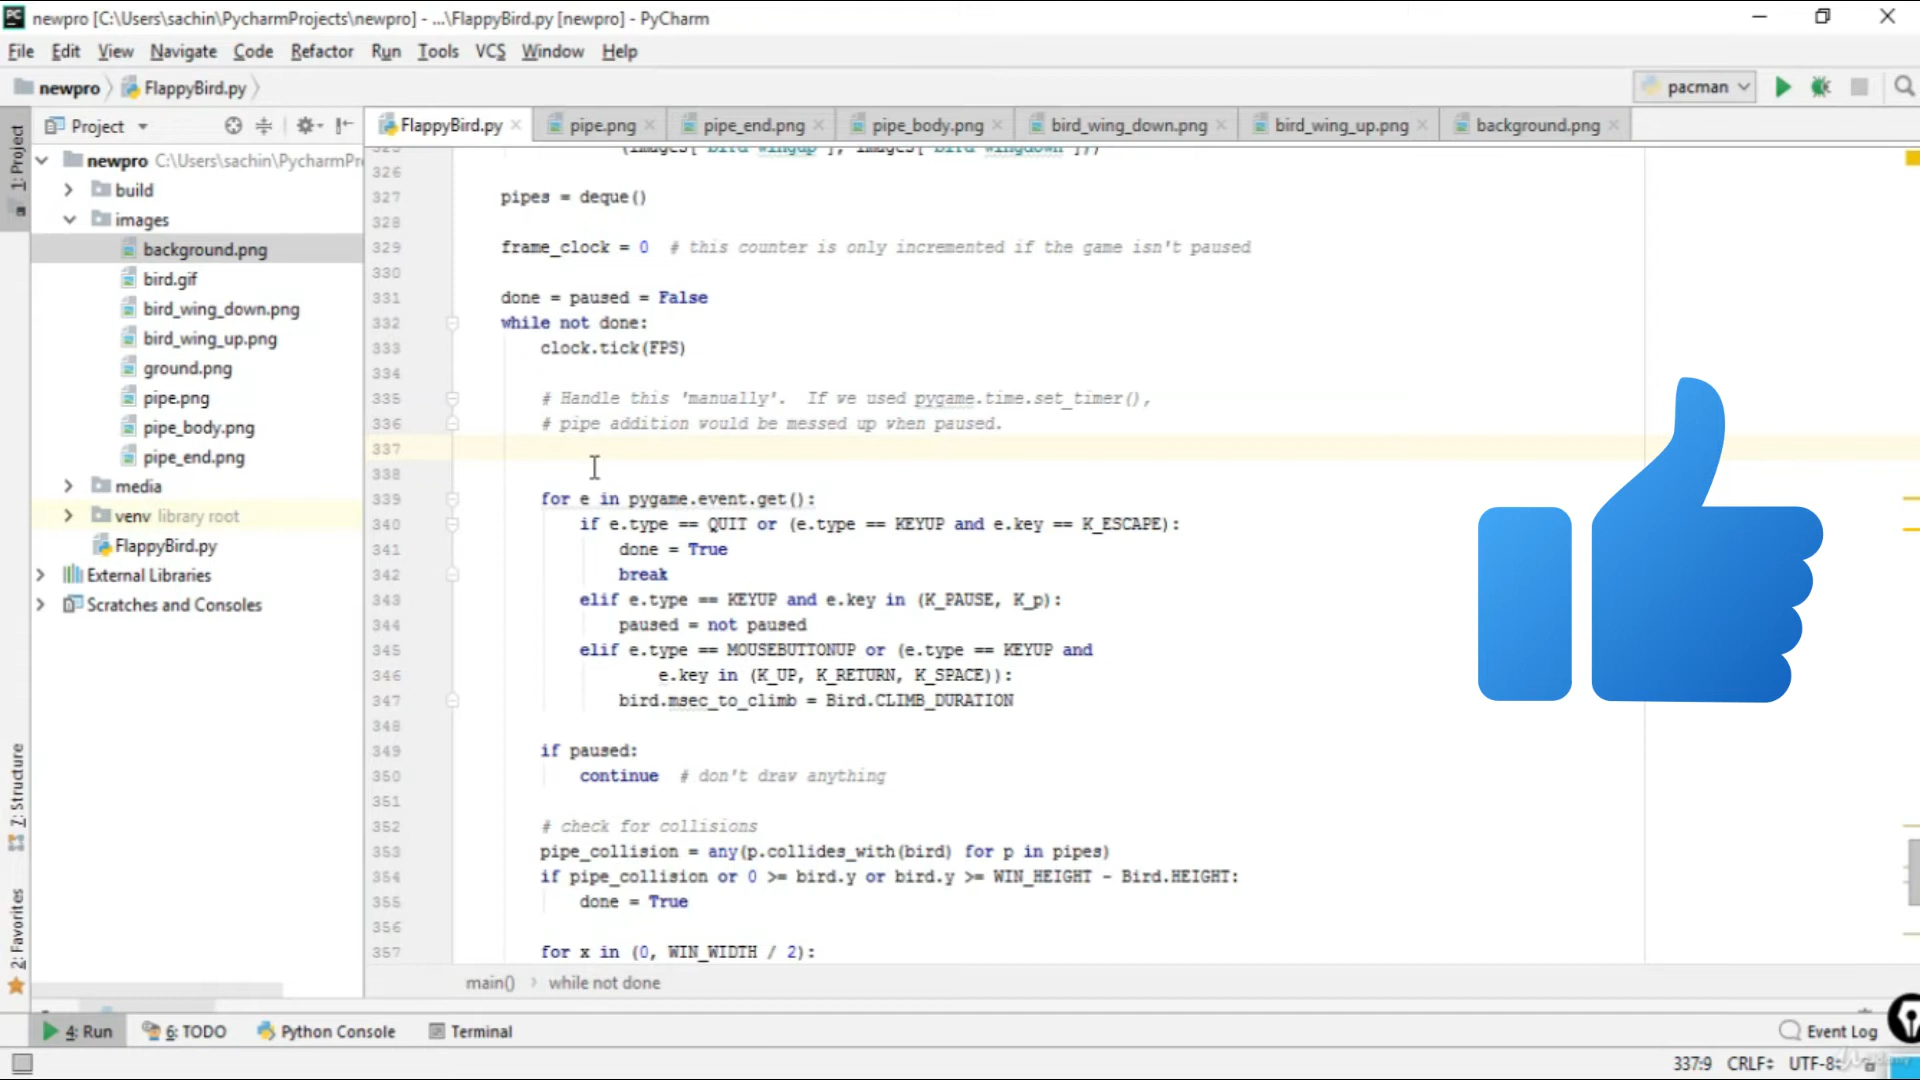 newpro [C:\Users\sachin\PycharmProjects\newpro] - ...\FlappyBird.py [newpro] - PyCharm
File Edit View Navigate Code Refactor Run Tools VCS Window Help
newpro FlappyBird.py pacman
Project FlappyBird.py pipe.png pipe_end.png pipe_body.png bird_wing_down.png bird_wing_up.png background.png
1: Project
7: Structure
2: Favorites
newpro C:\Users\sachin\PycharmPr
build
images
background.png
bird.gif
bird_wing_down.png
bird_wing_up.png
ground.png
pipe.png
pipe_body.png
pipe_end.png
media
venv library root
FlappyBird.py
External Libraries
Scratches and Consoles
(images['bird-wingup'], images['bird-wingdown']))
326
327 pipes = deque()
328
329 frame_clock = 0 # this counter is only incremented if the game isn't paused
330
331 done = paused = False
332 while not done:
333 clock.tick(FPS)
334
335 # Handle this 'manually'. If we used pygame.time.set_timer(),
336 # pipe addition would be messed up when paused.
337
338
339 for e in pygame.event.get():
340 if e.type == QUIT or (e.type == KEYUP and e.key == K_ESCAPE):
341 done = True
342 break
343 elif e.type == KEYUP and e.key in (K_PAUSE, K_p):
344 paused = not paused
345 elif e.type == MOUSEBUTTONUP or (e.type == KEYUP and
346 e.key in (K_UP, K_RETURN, K_SPACE)):
347 bird.msec_to_climb = Bird.CLIMB_DURATION
348
349 if paused:
350 continue # don't draw anything
351
352 # check for collisions
353 pipe_collision = any(p.collides_with(bird) for p in pipes)
354 if pipe_collision or 0 >= bird.y or bird.y >= WIN_HEIGHT - Bird.HEIGHT:
355 done = True
356
357 for x in (0, WIN_WIDTH / 2):
main() while not done
4: Run 6: TODO Python Console Terminal Event Log
337:9 CRLF UTF-8